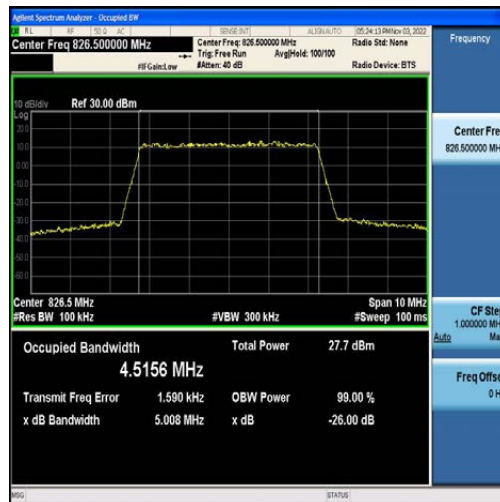 Agilent Spectrum Analyzer - Occupied BW
RL RF 50 Ω AC SENSE:INT ALIGNAUTO 05:24:13 PM Nov 03, 2022
Center Freq 826.500000 MHz
Center Freq: 826.500000 MHz
Radio Std: None
Trig: Free Run Avg|Hold: 100/100
#IFGain:Low #Atten: 40 dB Radio Device: BTS
Frequency
10 dB/div Ref 30.00 dBm
Log
20.0
10.0
0.00
-10.0
-20.0
-30.0
-40.0
-50.0
-60.0
Center Fre
826.500000 MH
Center 826.5 MHz Span 10 MHz
#Res BW 100 kHz #VBW 300 kHz #Sweep 100 ms
CF Step
1.000000 MH
Auto Ma
Occupied Bandwidth Total Power 27.7 dBm
4.5156 MHz
Transmit Freq Error 1.590 kHz OBW Power 99.00 %
x dB Bandwidth 5.008 MHz x dB -26.00 dB
Freq Offse
0 H
MSG STATUS